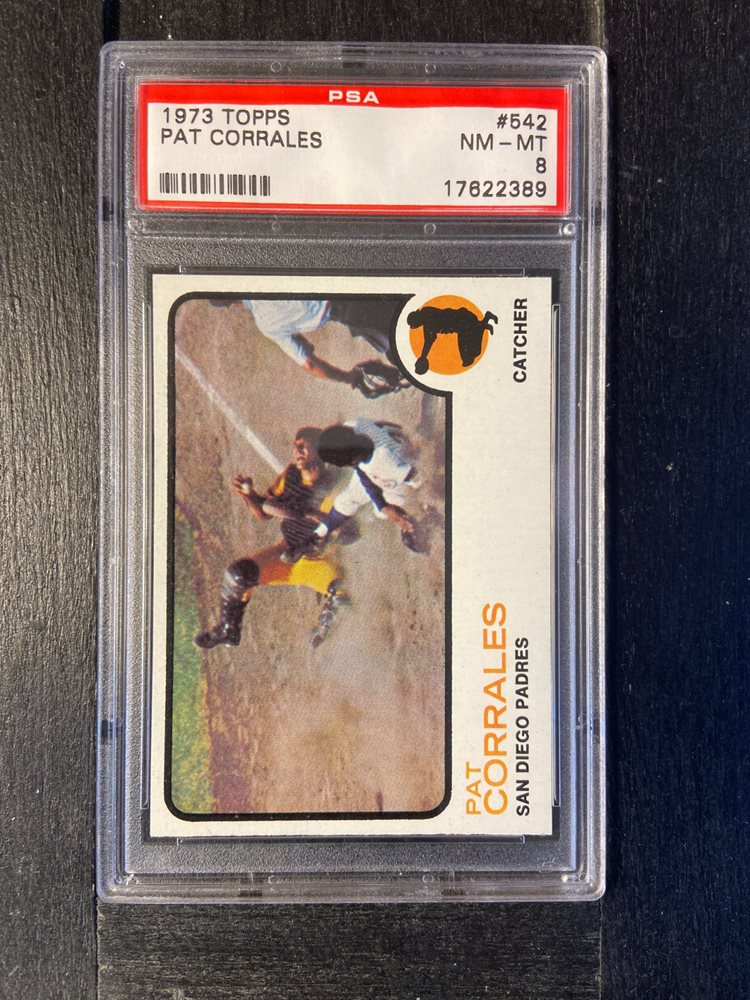 PSA
1973 TOPPS #542
PAT CORRALES NM - MT
8
17622389
CATCHER
PAT
CORRALES
SAN DIEGO PADRES